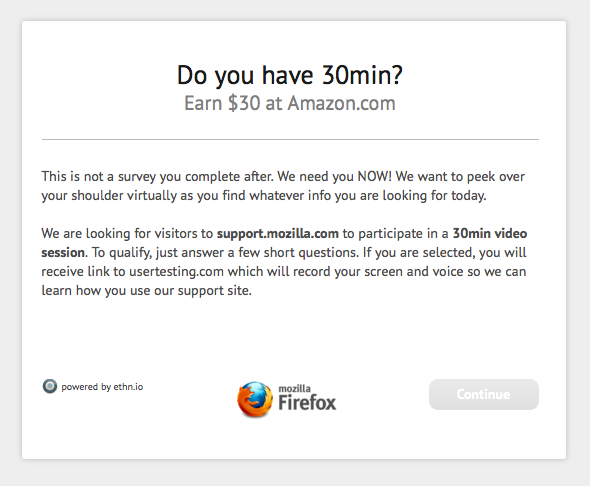 Do you have 30min?
Earn $30 at Amazon.com
This is not a survey you complete after. We need you NOW! We want to peek over
your shoulder virtually as you find whatever info you are looking for today.
We are looking for visitors to support.mozilla.com to participate in a 30min video
session. To qualify, just answer a few short questions. If you are selected, you will
receive link to usertesting.com which will record your screen and voice so we can
learn how you use our support site.
powered by ethn.io
mozilla
Firefox
Continue